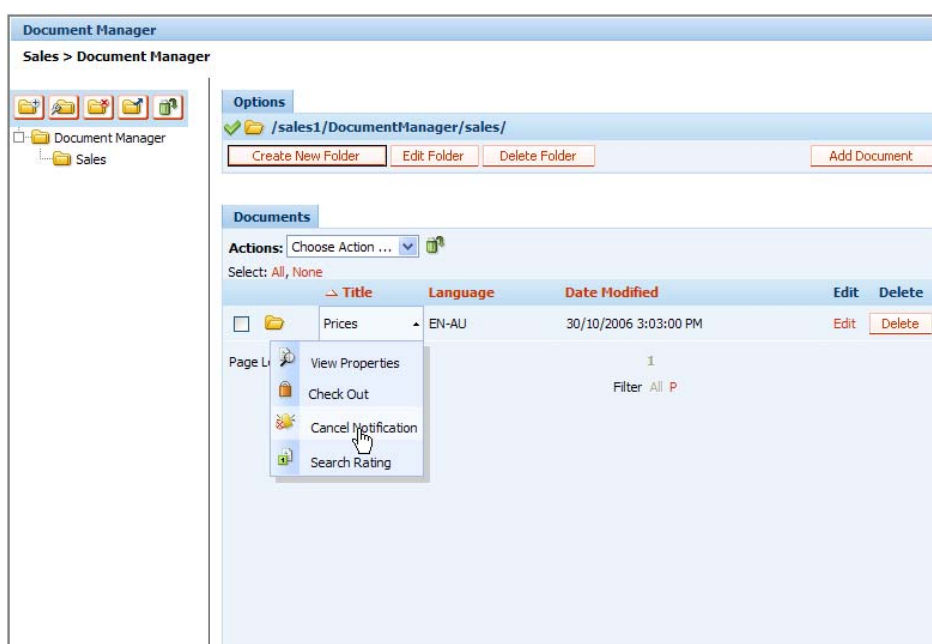 Document Manager
Sales > Document Manager
Options
/sales1/DocumentManager/sales/
Document Manager
Sales
Create New Folder Edit Folder Delete Folder Add Document
Documents
Actions: Choose Action ...
Select: All, None
Title Language Date Modified Edit Delete
Prices EN-AU 30/10/2006 3:03:00 PM Edit Delete
Page 1
Filter All P
View Properties
Check Out
Cancel Notification
Search Rating